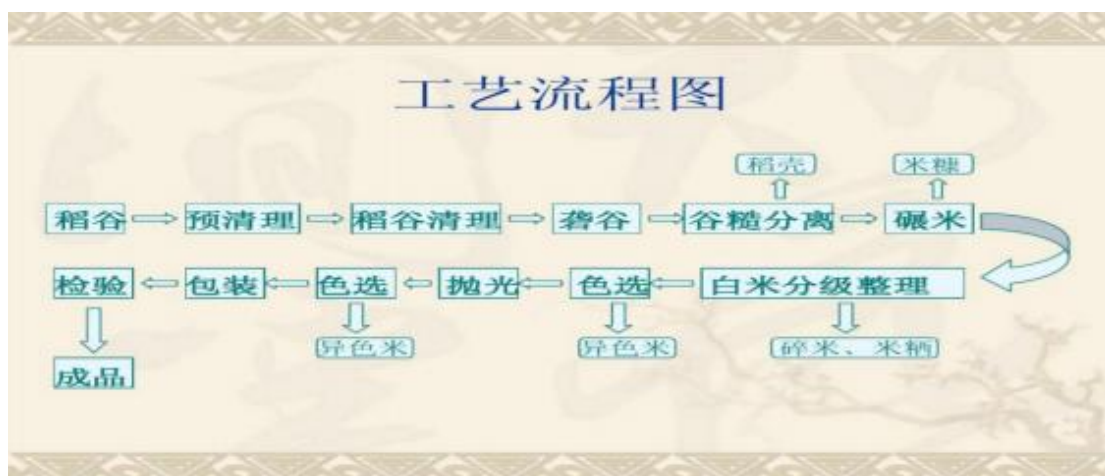 工艺流程图
稻壳 米糠
稻谷 预清理 稻谷清理 砻谷 谷糙分离 碾米
检验 包装 色选 抛光 色选 白米分级整理
异色米 异色米 碎米、米粞
成品